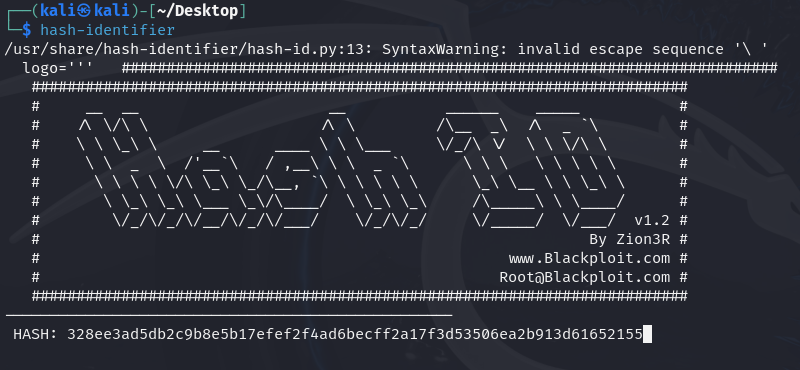 ┌──(kali㉿kali)-[~/Desktop]
└─$ hash-identifier
/usr/share/hash-identifier/hash-id.py:13: SyntaxWarning: invalid escape sequence '\ '
  logo='''   #########################################################################
   #########################################################################
   #     __  __                     __           ______    _____           #
   #    /\ \/\ \                   /\ \         /\__  _\  /\  _ `\         #
   #    \ \ \_\ \     __      ____ \ \ \___     \/_/\ \/  \ \ \/\ \        #
   #     \ \  _  \  /'__`\   / ,__\ \ \  _ `\      \ \ \   \ \ \ \ \       #
   #      \ \ \ \ \/\ \_\ \_/\__, `\ \ \ \ \ \      \_\ \__ \ \ \_\ \      #
   #       \ \_\ \_\ \___ \_\/\____/  \ \_\ \_\     /\_____\ \ \____/      #
   #        \/_/\/_/\/__/\/_/\/___/    \/_/\/_/     \/_____/  \/___/  v1.2 #
   #                                                             By Zion3R #
   #                                                    www.Blackploit.com #
   #                                                   Root@Blackploit.com #
   #########################################################################
--------------------------------------------------
 HASH: 328ee3ad5db2c9b8e5b17efef2f4ad6becff2a17f3d53506ea2b913d61652155